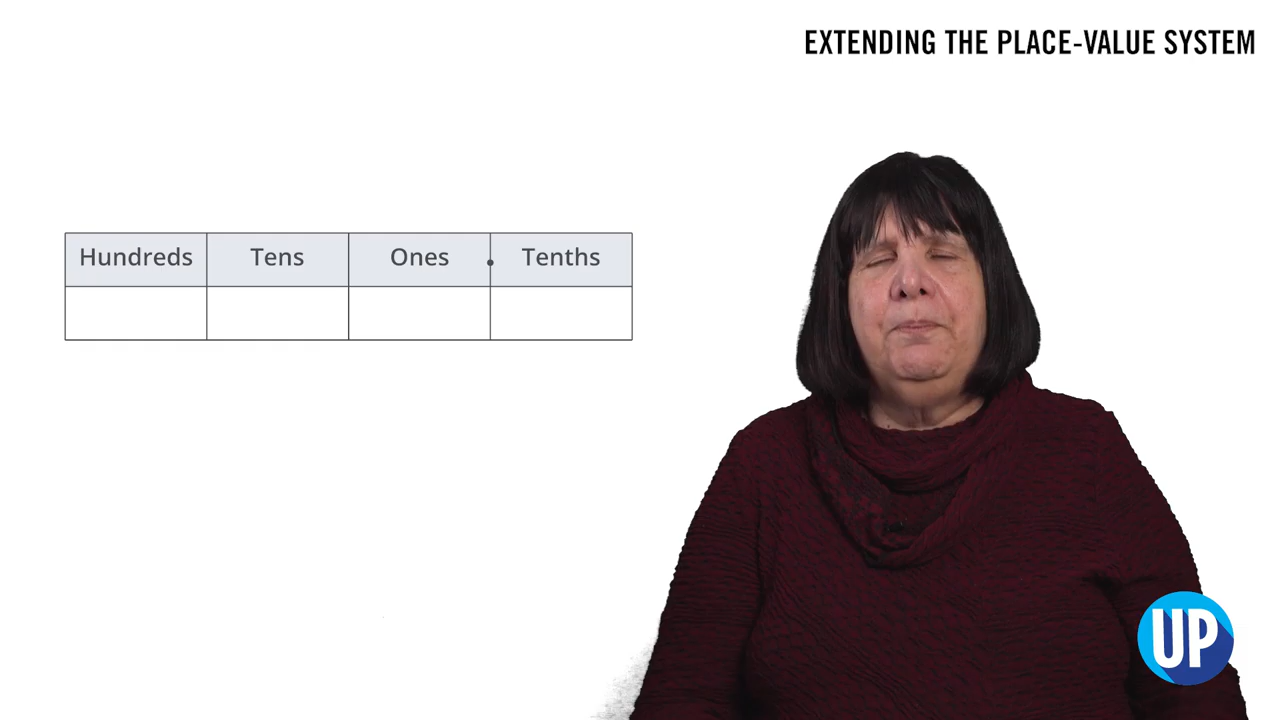 EXTENDING THE PLACE-VALUE SYSTEM
Hundreds Tens Ones . Tenths
UP